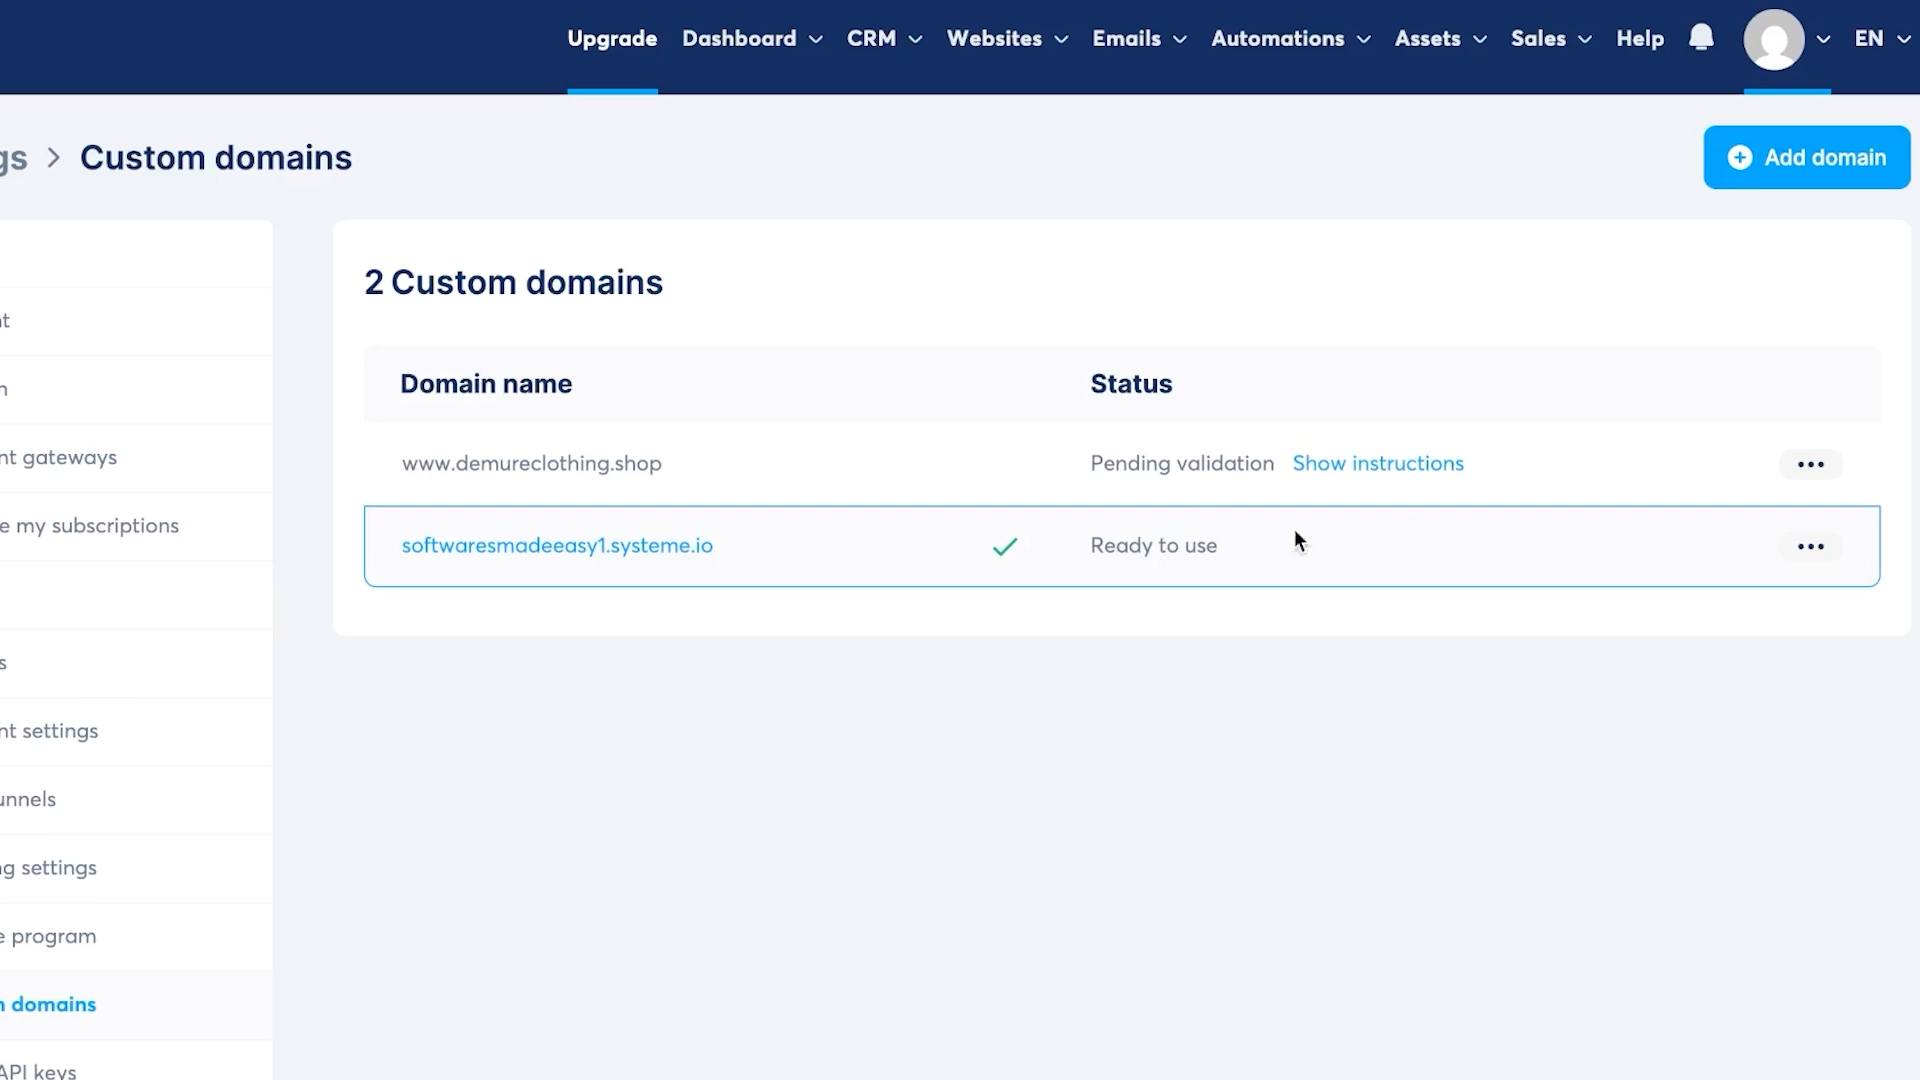 Upgrade Dashboard CRM Websites Emails Automations Assets Sales Help EN
gs > Custom domains
Add domain
2 Custom domains
Domain name Status
www.demureclothing.shop Pending validation Show instructions
softwaresmadeeasy1.systeme.io Ready to use
nt gateways
e my subscriptions
nt settings
unnels
ng settings
e program
n domains
API keys